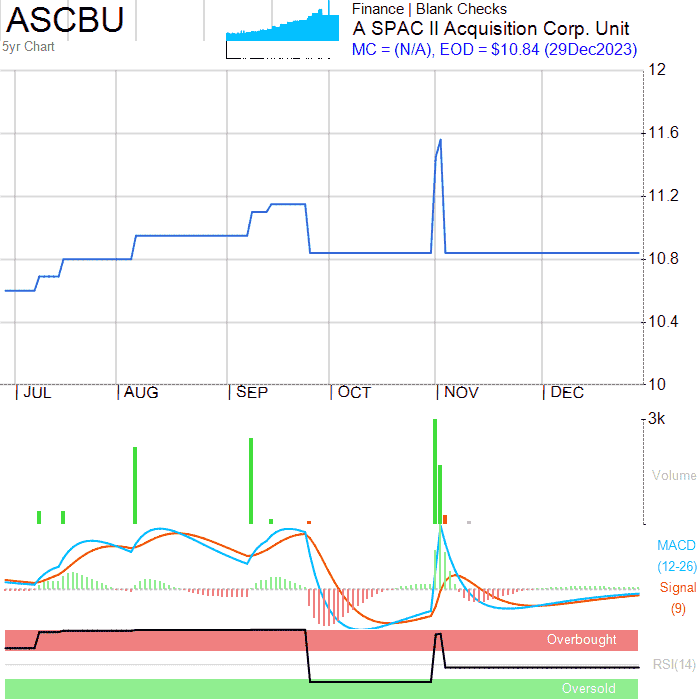 ASCBU
5yr Chart
Finance | Blank Checks
A SPAC II Acquisition Corp. Unit
MC = (N/A), EOD = $10.84 (29Dec2023)
12
11.6
11.2
10.8
10.4
10
JUL AUG SEP OCT NOV DEC
3k
Volume
MACD
(12-26)
Signal
(9)
Overbought
RSI(14)
Oversold